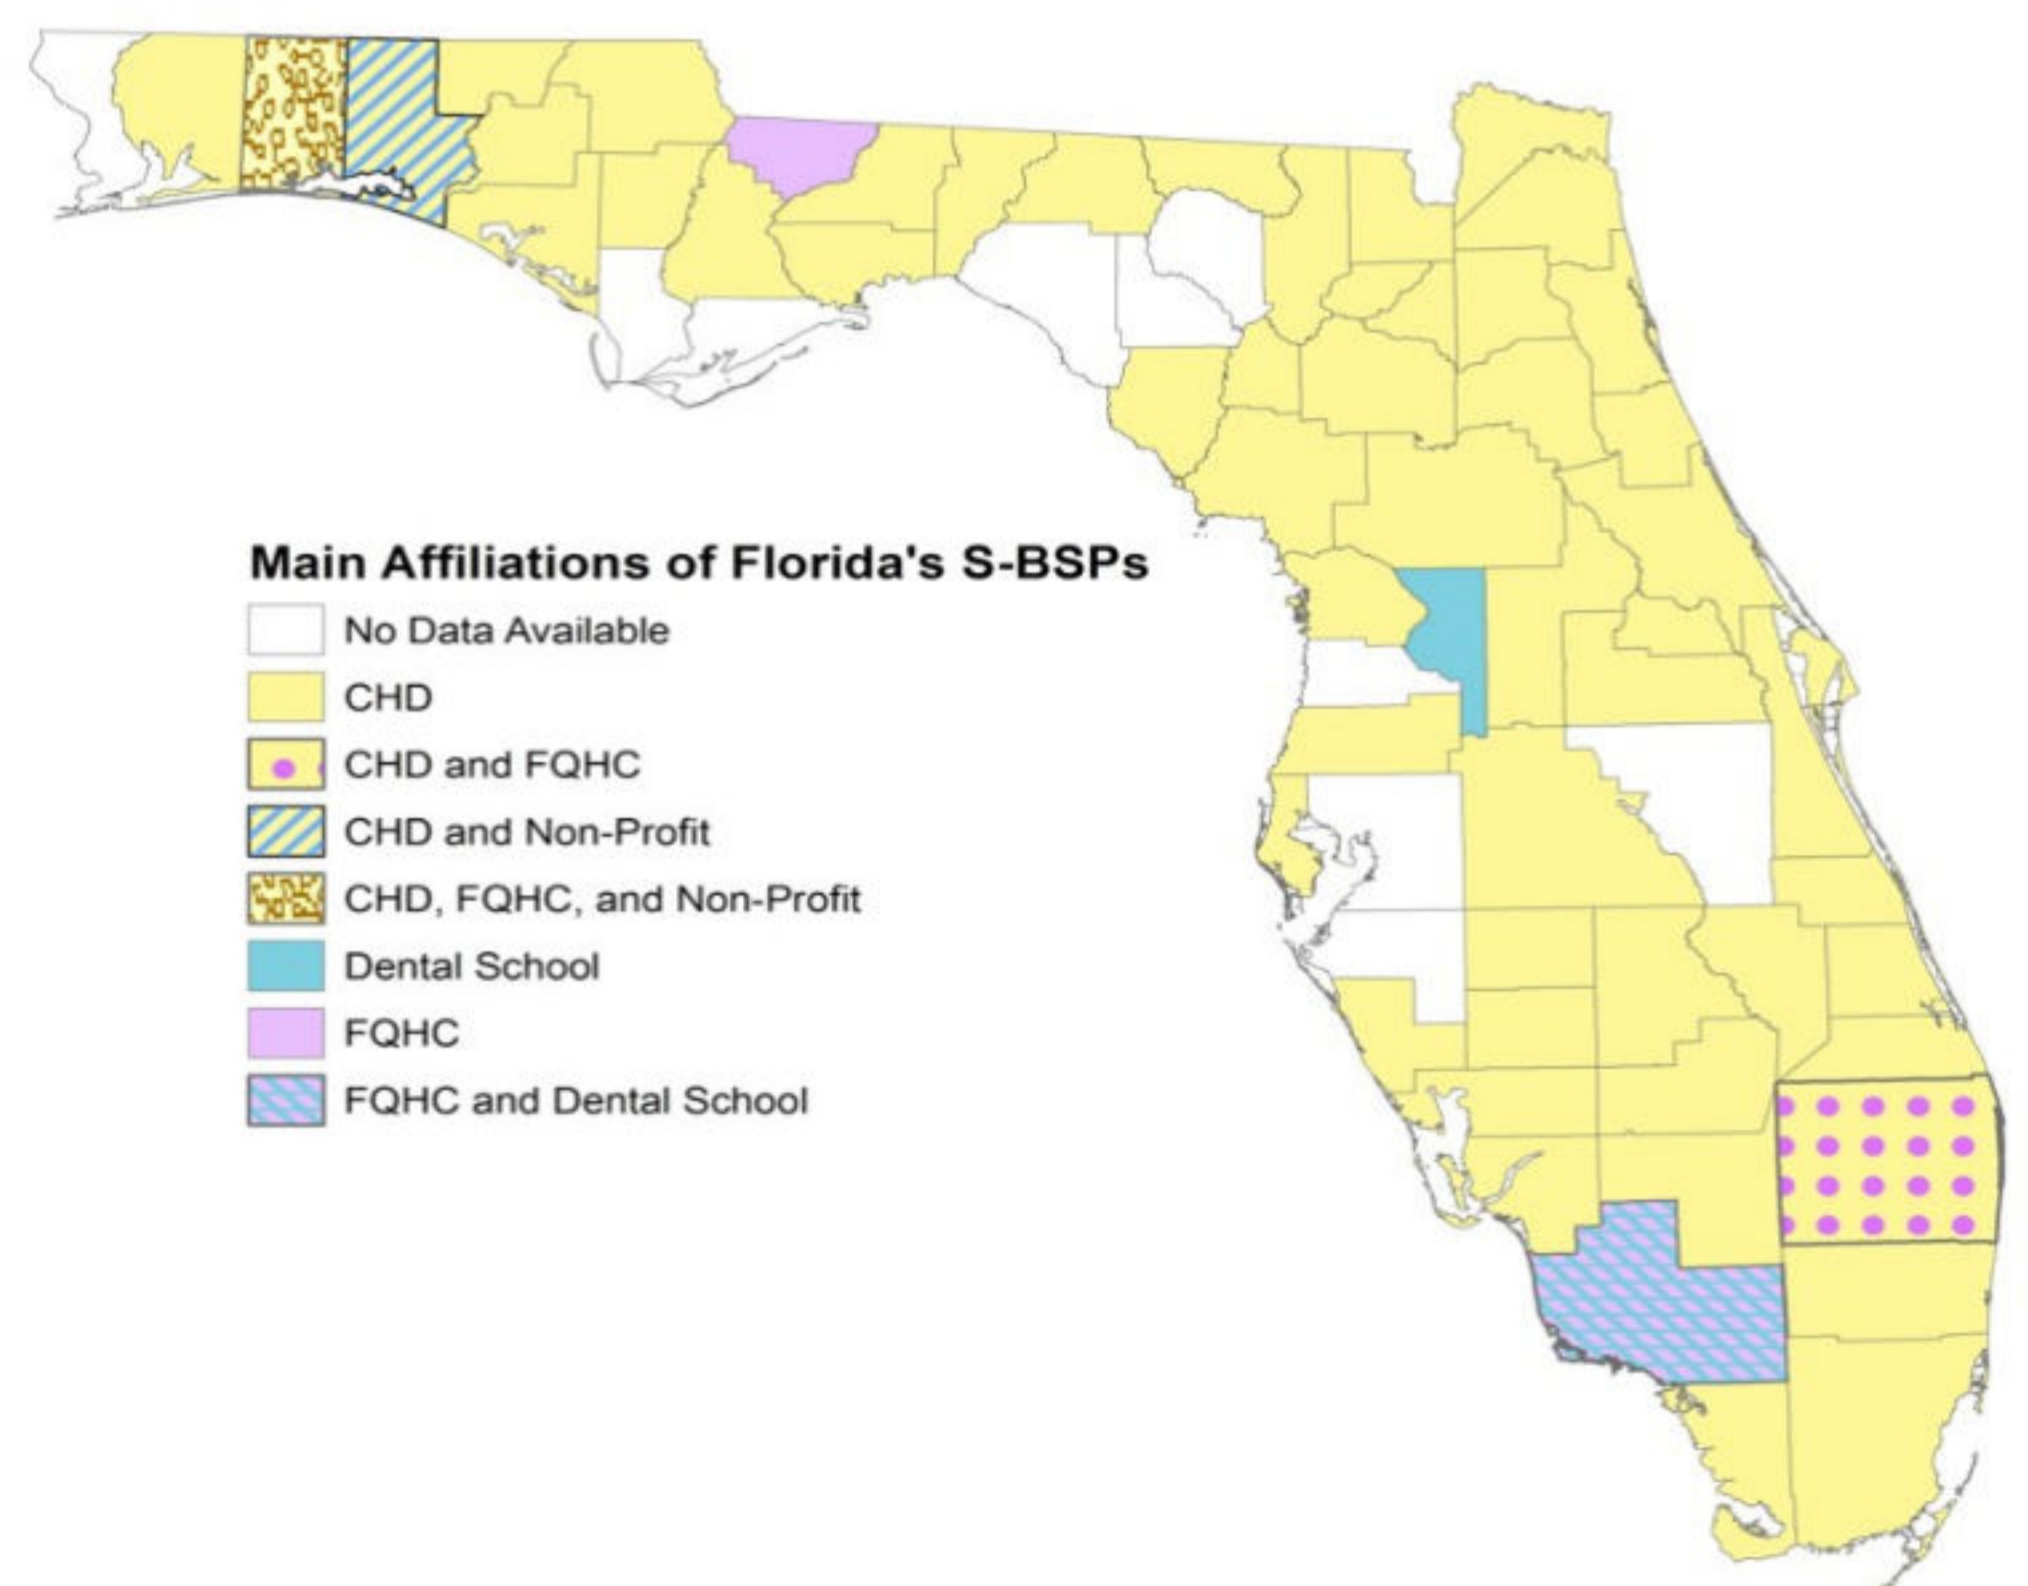 Main Affiliations of Florida's S-BSPs
No Data Available
CHD
CHD and FQHC
CHD and Non-Profit
CHD, FQHC, and Non-Profit
Dental School
FQHC
FQHC and Dental School